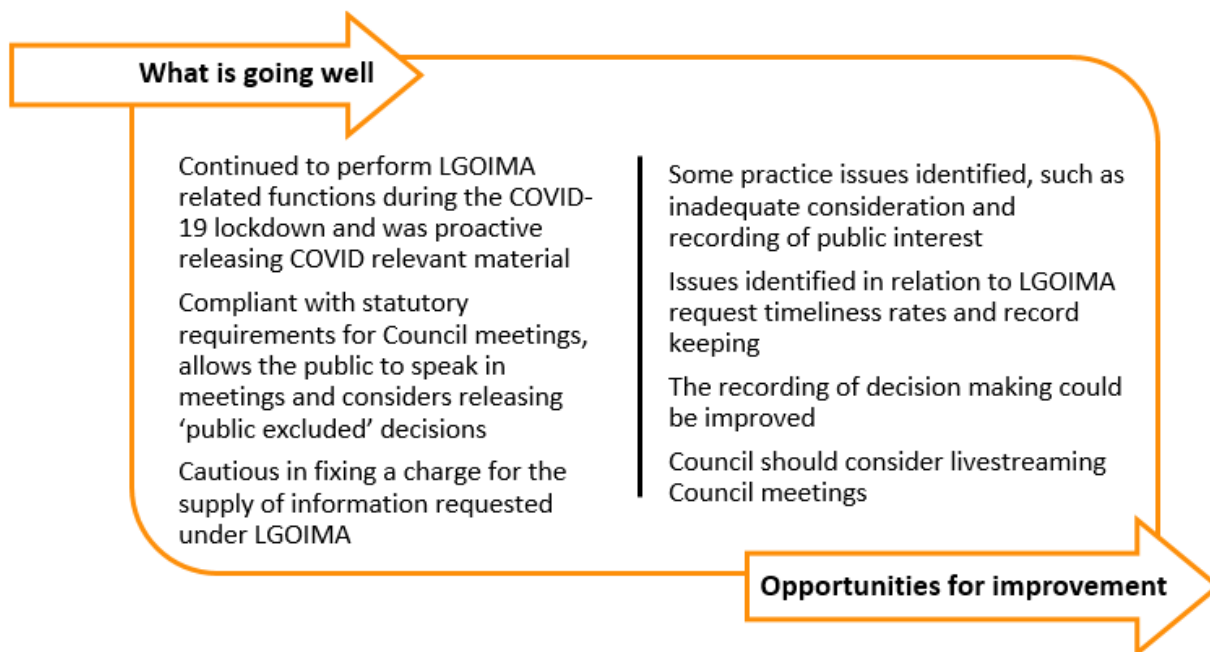 What is going well
Continued to perform LGOIMA
related functions during the COVID-
19 lockdown and was proactive
releasing COVID relevant material
Compliant with statutory
requirements for Council meetings,
allows the public to speak in
meetings and considers releasing
‘public excluded’ decisions
Cautious in fixing a charge for the
supply of information requested
under LGOIMA
Some practice issues identified, such as
inadequate consideration and
recording of public interest
Issues identified in relation to LGOIMA
request timeliness rates and record
keeping
The recording of decision making could
be improved
Council should consider livestreaming
Council meetings
Opportunities for improvement